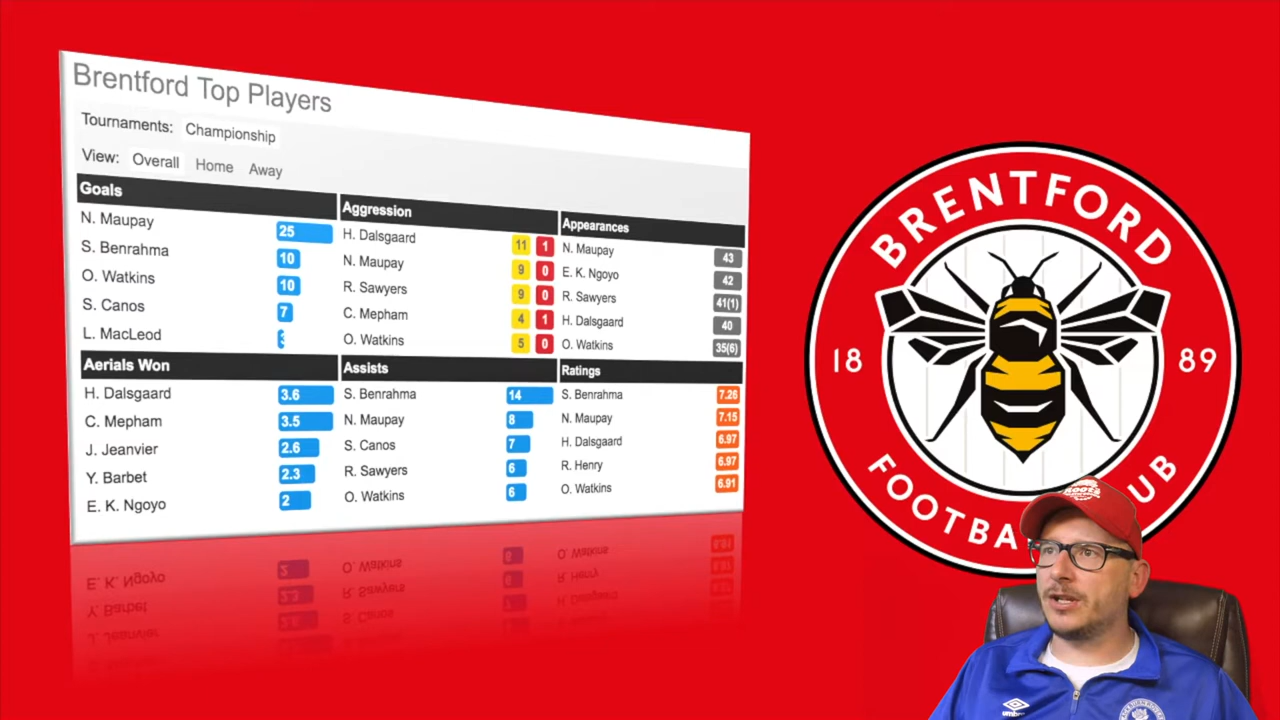 Brentford Top Players
Tournaments: Championship
View: Overall Home Away
Goals
N. Maupay 25
S. Benrahma 10
O. Watkins 10
S. Canos 7
L. MacLeod
Aggression
H. Dalsgaard 11 1
N. Maupay 9 0
R. Sawyers 9 0
C. Mepham 4 1
O. Watkins 5 0
Appearances
N. Maupay 43
E. K. Ngoyo 42
R. Sawyers 41(1)
H. Dalsgaard 40
O. Watkins 35(6)
Aerials Won
H. Dalsgaard 3.6
C. Mepham 3.5
J. Jeanvier 2.6
Y. Barbet 2.3
E. K. Ngoyo 2
Assists
S. Benrahma 14
N. Maupay 8
S. Canos 7
R. Sawyers 6
O. Watkins 6
Ratings
S. Benrahma 7.26
N. Maupay 7.15
H. Dalsgaard 6.97
R. Henry 6.97
O. Watkins 6.91
BRENTFORD
18 89
FOOTBA UB